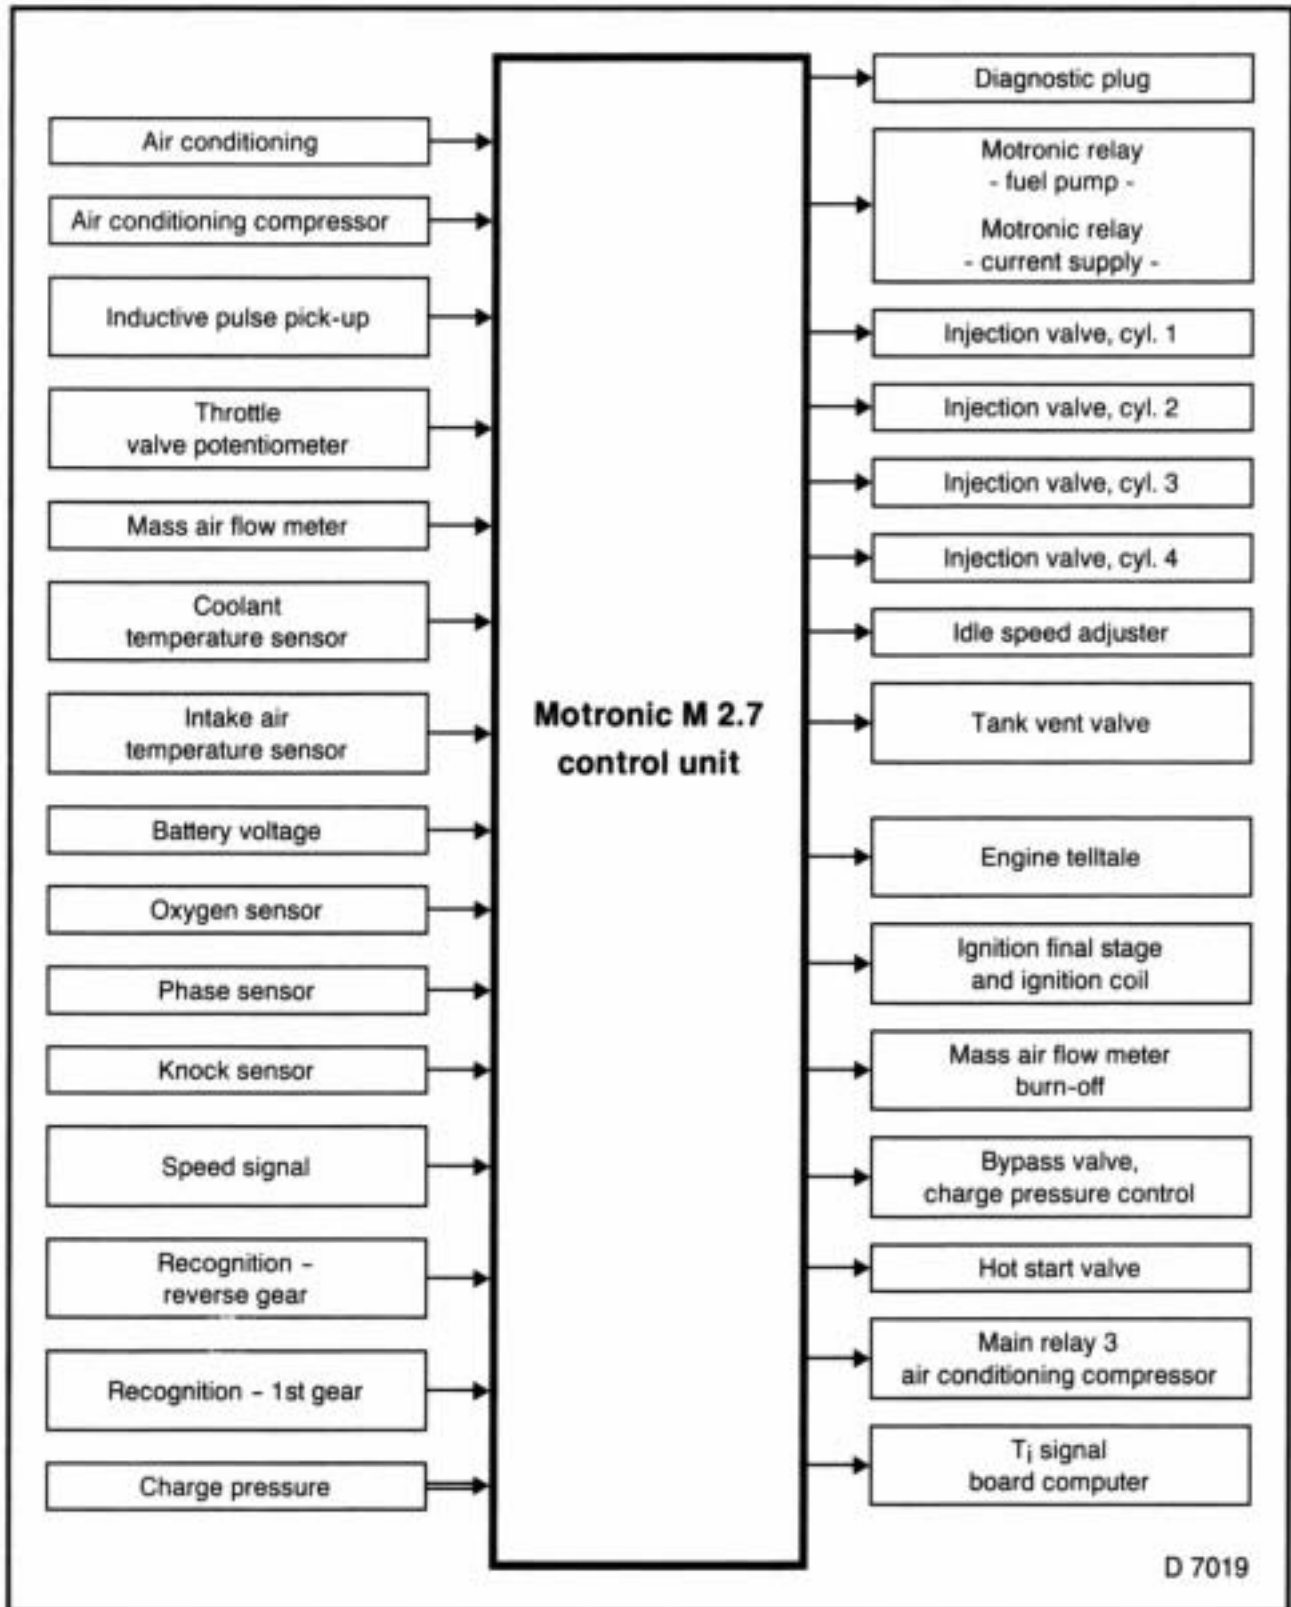 Air conditioning
Air conditioning compressor
Inductive pulse pick-up
Throttle
valve potentiometer
Mass air flow meter
Coolant
temperature sensor
Intake air
temperature sensor
Battery voltage
Oxygen sensor
Phase sensor
Knock sensor
Speed signal
Recognition -
reverse gear
Recognition - 1st gear
Charge pressure
Motronic M 2.7
control unit
Diagnostic plug
Motronic relay
- fuel pump -
Motronic relay
- current supply -
Injection valve, cyl. 1
Injection valve, cyl. 2
Injection valve, cyl. 3
Injection valve, cyl. 4
Idle speed adjuster
Tank vent valve
Engine telltale
Ignition final stage
and ignition coil
Mass air flow meter
burn-off
Bypass valve,
charge pressure control
Hot start valve
Main relay 3
air conditioning compressor
Ti signal
board computer
D 7019